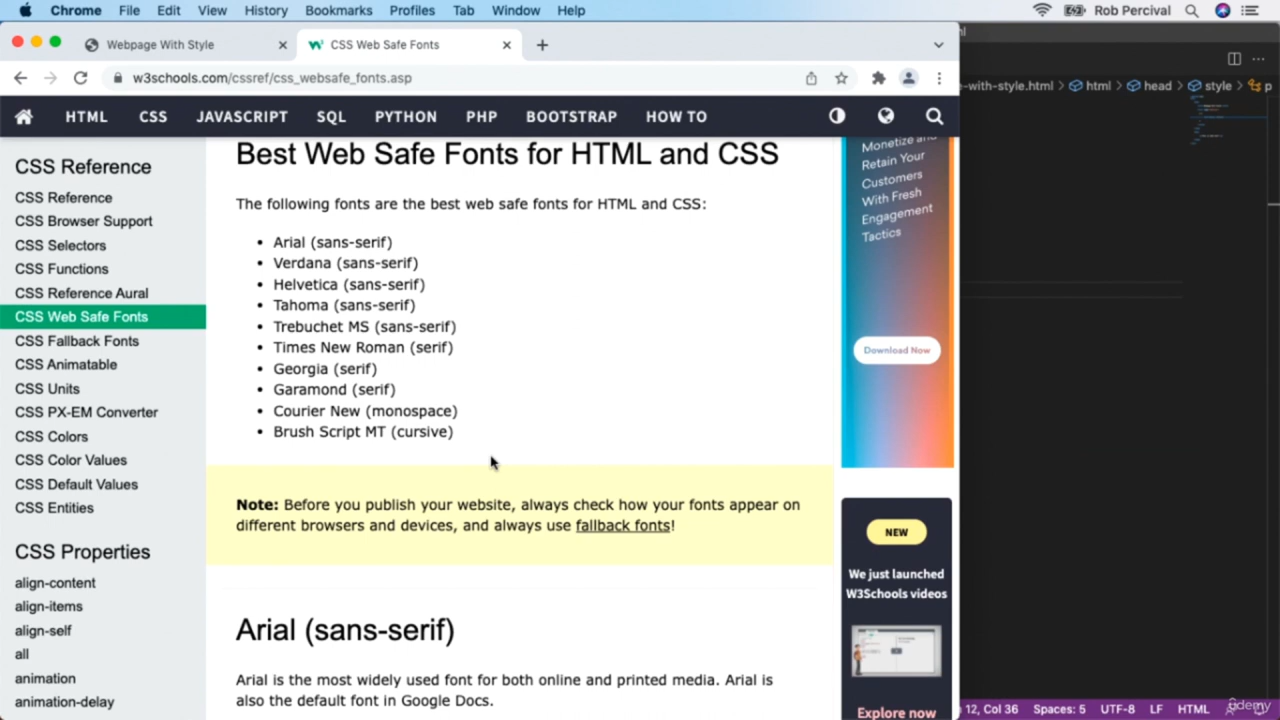 Chrome File Edit View History Bookmarks Profiles Tab Window Help Rob Percival
Webpage With Style
CSS Web Safe Fonts
w3schools.com/cssref/css_websafe_fonts.asp
-with-style.html html head style p
HTML CSS JAVASCRIPT SQL PYTHON PHP BOOTSTRAP HOW TO
CSS Reference
CSS Reference
CSS Browser Support
CSS Selectors
CSS Functions
CSS Reference Aural
CSS Web Safe Fonts
CSS Fallback Fonts
CSS Animatable
CSS Units
CSS PX-EM Converter
CSS Colors
CSS Color Values
CSS Default Values
CSS Entities
CSS Properties
align-content
align-items
align-self
all
animation
animation-delay
Best Web Safe Fonts for HTML and CSS
The following fonts are the best web safe fonts for HTML and CSS:
• Arial (sans-serif)
• Verdana (sans-serif)
• Helvetica (sans-serif)
• Tahoma (sans-serif)
• Trebuchet MS (sans-serif)
• Times New Roman (serif)
• Georgia (serif)
• Garamond (serif)
• Courier New (monospace)
• Brush Script MT (cursive)
Note: Before you publish your website, always check how your fonts appear on
different browsers and devices, and always use fallback fonts!
Arial (sans-serif)
Arial is the most widely used font for both online and printed media. Arial is
also the default font in Google Docs.
Monetize and
Retain Your
Customers
With Fresh
Engagement
Tactics
Download Now
NEW
We just launched
W3Schools videos
Explore now
12, Col 36 Spaces: 5 UTF-8 LF HTML
udemy